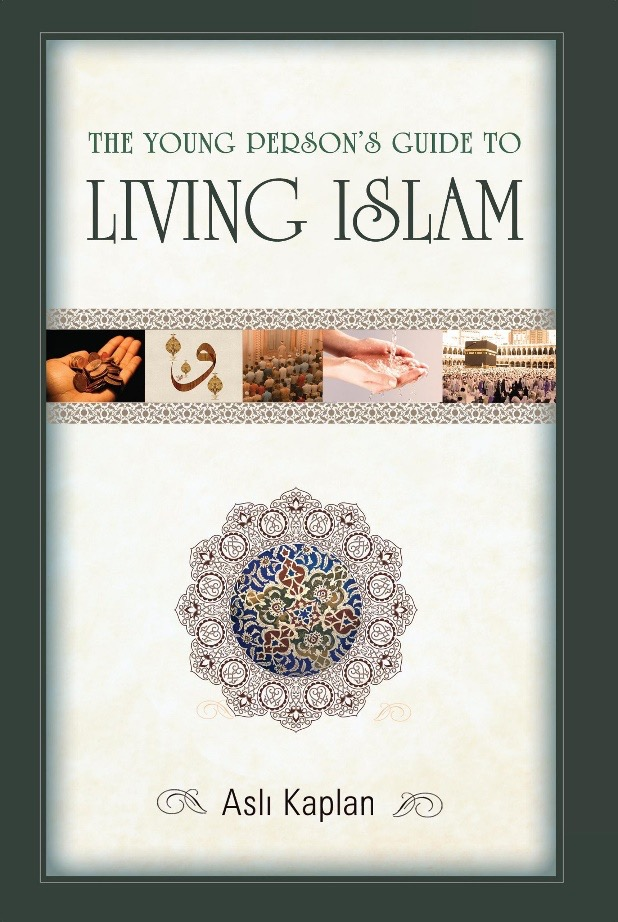 THE YOUNG PERSON'S GUIDE TO
LIVING ISLAM
و
Aslı Kaplan